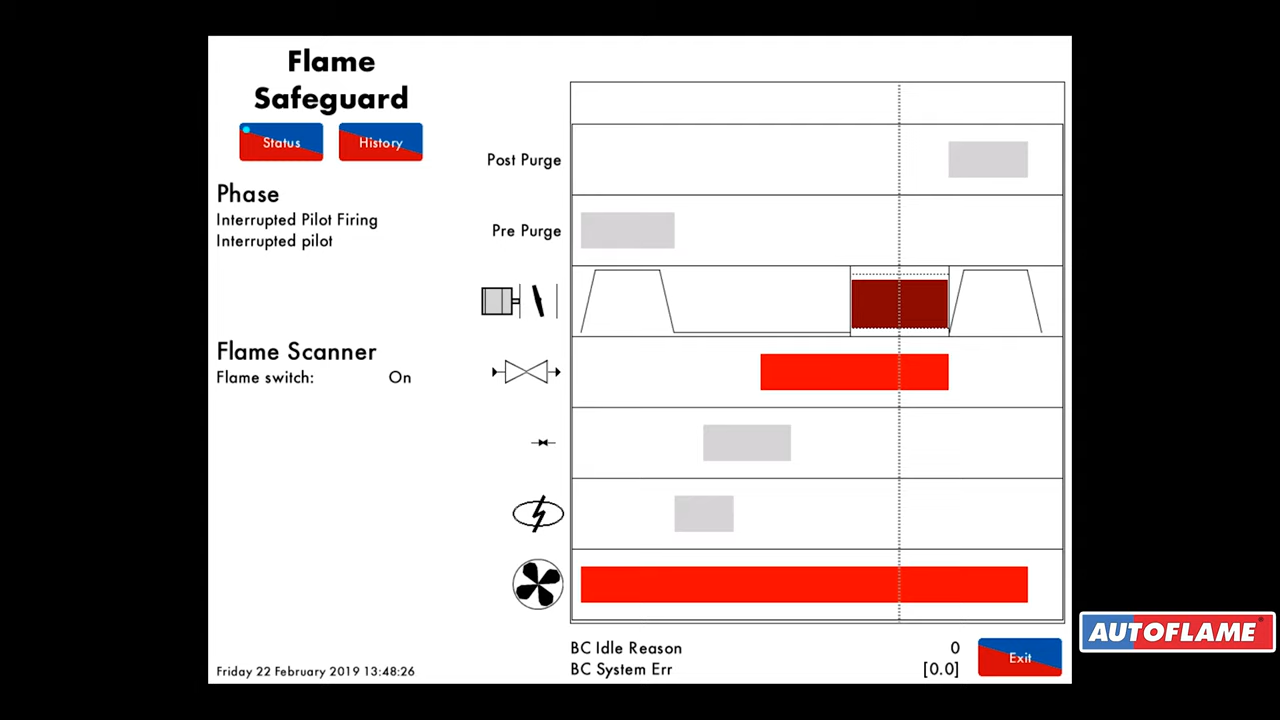 Flame
Safeguard
Status
History
Phase
Interrupted Pilot Firing
Interrupted pilot
Flame Scanner
Flame switch: On
Post Purge
Pre Purge
BC Idle Reason 0
BC System Err [0.0]
Exit
Friday 22 February 2019 13:48:26
AUTOFLAME